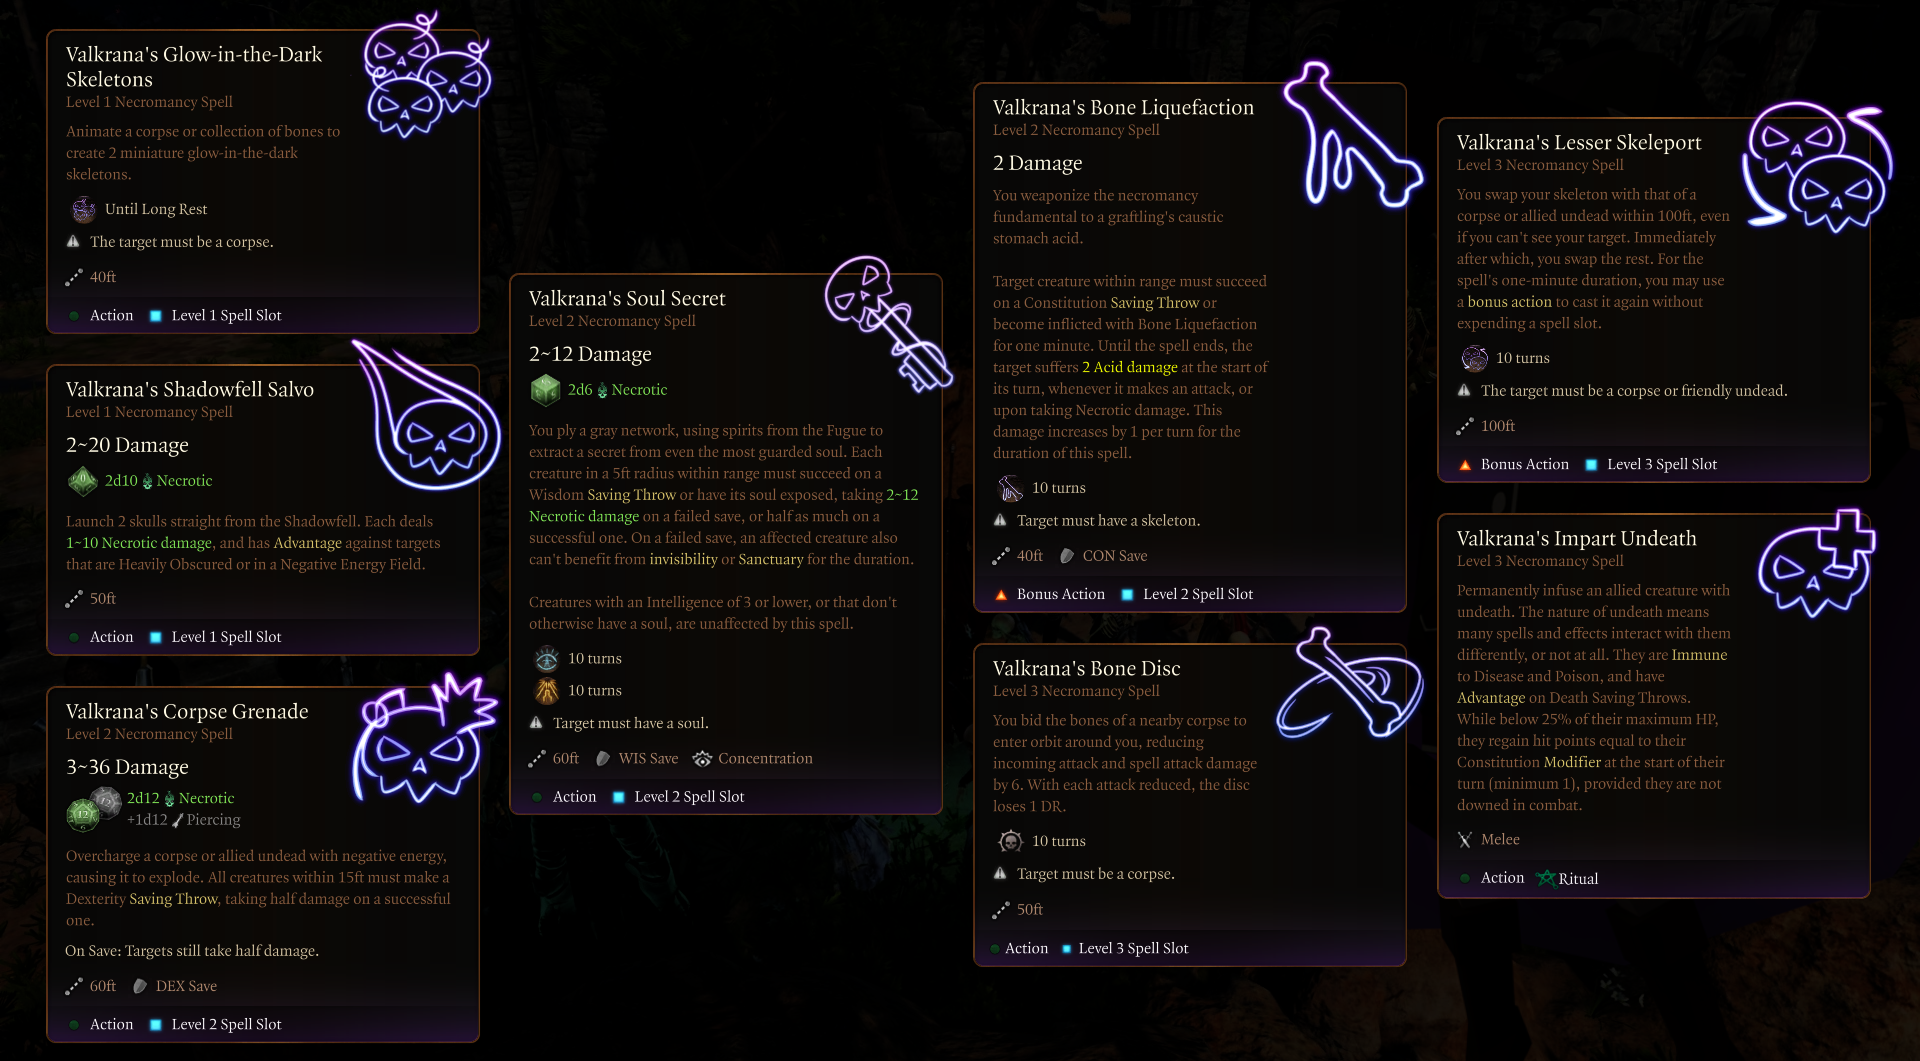 Valkrana's Glow-in-the-Dark
Skeletons
Level 1 Necromancy Spell
Animate a corpse or collection of bones to
create 2 miniature glow-in-the-dark
skeletons.
Until Long Rest
The target must be a corpse.
40ft
Action Level 1 Spell Slot
Valkrana's Shadowfell Salvo
Level 1 Necromancy Spell
2~20 Damage
2d10 Necrotic
Launch 2 skulls straight from the Shadowfell. Each deals
1~10 Necrotic damage, and has Advantage against targets
that are Heavily Obscured or in a Negative Energy Field.
50ft
Action Level 1 Spell Slot
Valkrana's Corpse Grenade
Level 2 Necromancy Spell
3~36 Damage
2d12 Necrotic
+1d12 Piercing
Overcharge a corpse or allied undead with negative energy,
causing it to explode. All creatures within 15ft must make a
Dexterity Saving Throw, taking half damage on a successful
one.
On Save: Targets still take half damage.
60ft DEX Save
Action Level 2 Spell Slot
Valkrana's Soul Secret
Level 2 Necromancy Spell
2~12 Damage
2d6 Necrotic
You ply a gray network, using spirits from the Fugue to
extract a secret from even the most guarded soul. Each
creature in a 5ft radius within range must succeed on a
Wisdom Saving Throw or have its soul exposed, taking 2~12
Necrotic damage on a failed save, or half as much on a
successful one. On a failed save, an affected creature also
can't benefit from invisibility or Sanctuary for the duration.
Creatures with an Intelligence of 3 or lower, or that don't
otherwise have a soul, are unaffected by this spell.
10 turns
10 turns
Target must have a soul.
60ft WIS Save Concentration
Action Level 2 Spell Slot
Valkrana's Bone Liquefaction
Level 2 Necromancy Spell
2 Damage
You weaponize the necromancy
fundamental to a graftling's caustic
stomach acid.
Target creature within range must succeed
on a Constitution Saving Throw or
become inflicted with Bone Liquefaction
for one minute. Until the spell ends, the
target suffers 2 Acid damage at the start of
its turn, whenever it makes an attack, or
upon taking Necrotic damage. This
damage increases by 1 per turn for the
duration of this spell.
10 turns
Target must have a skeleton.
40ft CON Save
Bonus Action Level 2 Spell Slot
Valkrana's Bone Disc
Level 3 Necromancy Spell
You bid the bones of a nearby corpse to
enter orbit around you, reducing
incoming attack and spell attack damage
by 6. With each attack reduced, the disc
loses 1 DR.
10 turns
Target must be a corpse.
50ft
Action Level 3 Spell Slot
Valkrana's Lesser Skeleport
Level 3 Necromancy Spell
You swap your skeleton with that of a
corpse or allied undead within 100ft, even
if you can't see your target. Immediately
after which, you swap the rest. For the
spell's one-minute duration, you may use
a bonus action to cast it again without
expending a spell slot.
10 turns
The target must be a corpse or friendly undead.
100ft
Bonus Action Level 3 Spell Slot
Valkrana's Impart Undeath
Level 3 Necromancy Spell
Permanently infuse an allied creature with
undeath. The nature of undeath means
many spells and effects interact with them
differently, or not at all. They are Immune
to Disease and Poison, and have
Advantage on Death Saving Throws.
While below 25% of their maximum HP,
they regain hit points equal to their
Constitution Modifier at the start of their
turn (minimum 1), provided they are not
downed in combat.
Melee
Action Ritual